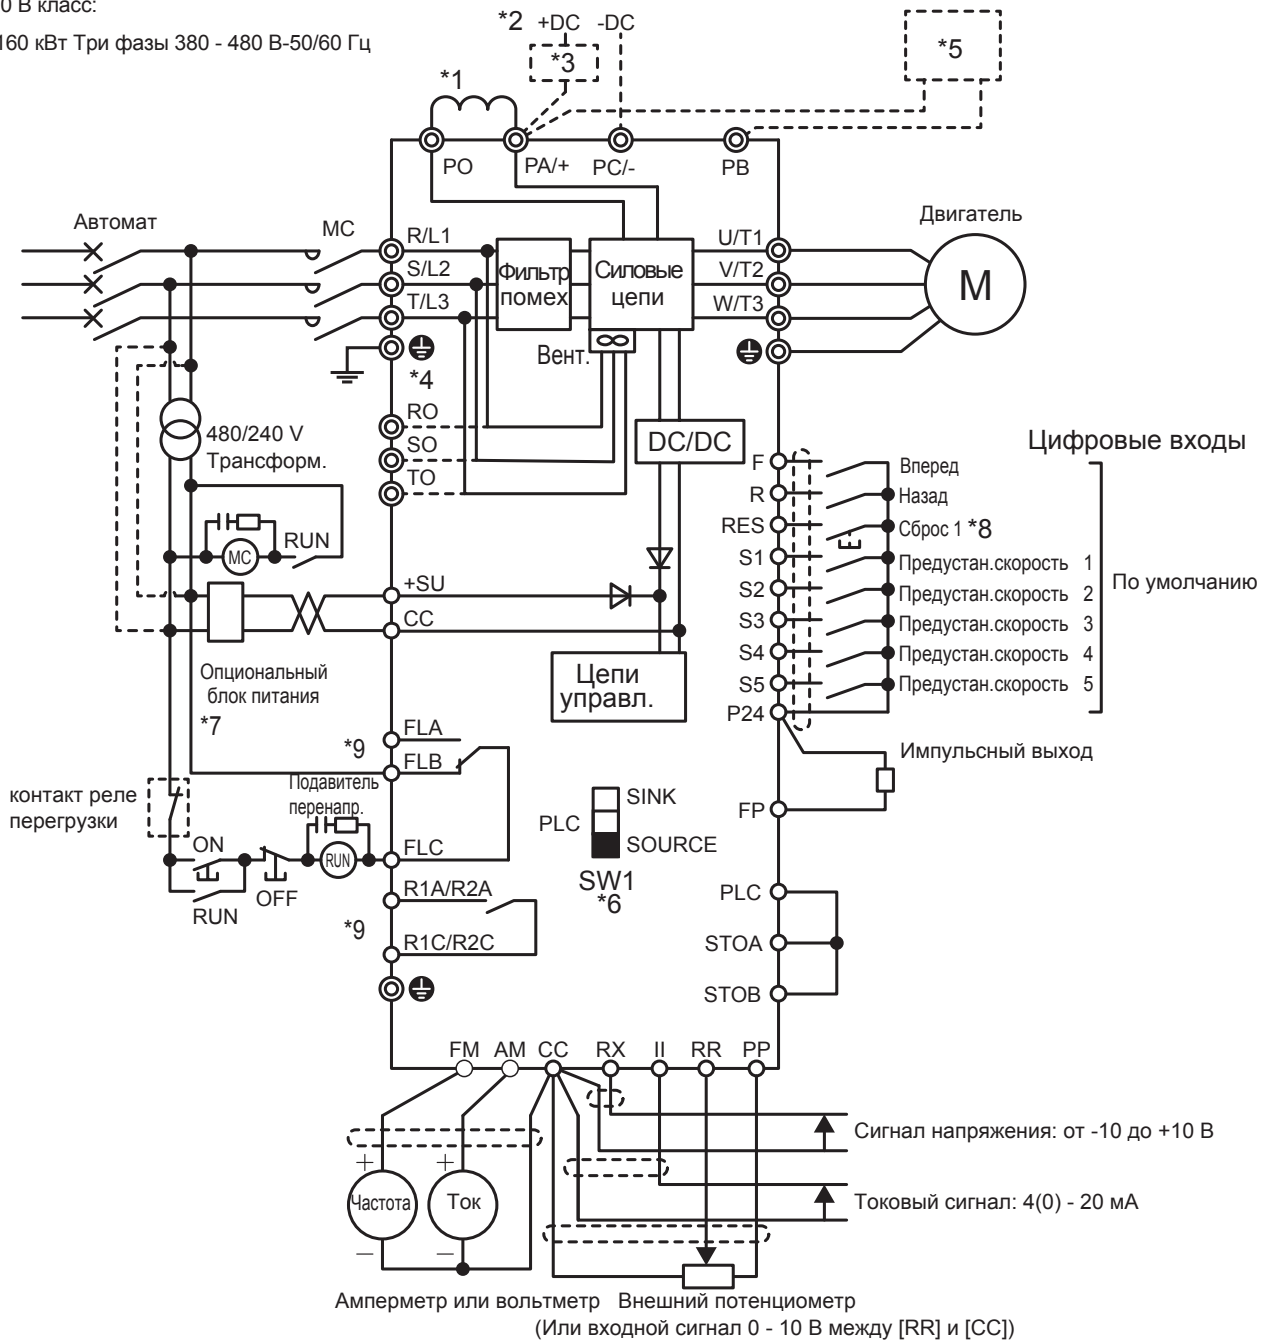 0 В класс:
160 кВт Три фазы 380 - 480 В-50/60 Гц
*2 +DC -DC
*3
*5
*1
PO
PA/+
PC/-
PB
Автомат
MC
Двигатель
R/L1
S/L2
T/L3
Фильтр
помех
Силовые
цепи
U/T1
V/T2
W/T3
M
Вент.
*4
RO
SO
TO
480/240 V
Трансформ.
DC/DC
Цифровые входы
F
Вперед
R
Назад
RES
Сброс 1 *8
S1
Предустан.скорость 1
S2
Предустан.скорость 2
S3
Предустан.скорость 3
S4
Предустан.скорость 4
S5
Предустан.скорость 5
P24
По умолчанию
RUN
MC
+SU
CC
Опциональный
блок питания
*7
Цепи
управл.
Импульсный выход
FP
*9
FLA
FLB
FLC
Подавитель
перенапр.
контакт реле
перегрузки
ON
RUN
OFF
RUN
SINK
PLC
SOURCE
SW1
*6
R1A/R2A
*9
R1C/R2C
PLC
STOA
STOB
FM AM CC RX II RR PP
Сигнал напряжения: от -10 до +10 В
Токовый сигнал: 4(0) - 20 мА
+
+
Частота
Ток
−
−
Амперметр или вольтметр
Внешний потенциометр
(Или входной сигнал 0 - 10 В между [RR] и [CC])